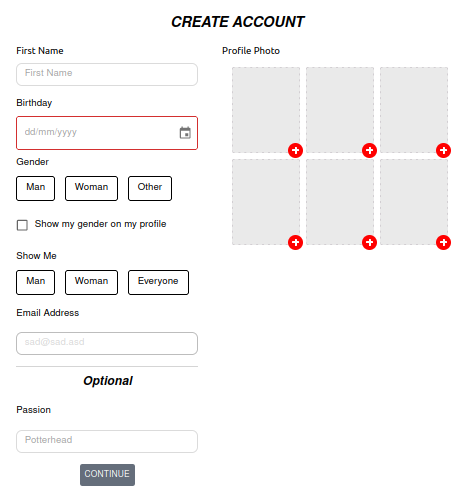 CREATE ACCOUNT
First Name
First Name
Birthday
dd/mm/yyyy
Gender
Man
Woman
Other
Show my gender on my profile
Show Me
Man
Woman
Everyone
Email Address
sad@sad.asd
Optional
Passion
Potterhead
CONTINUE
Profile Photo